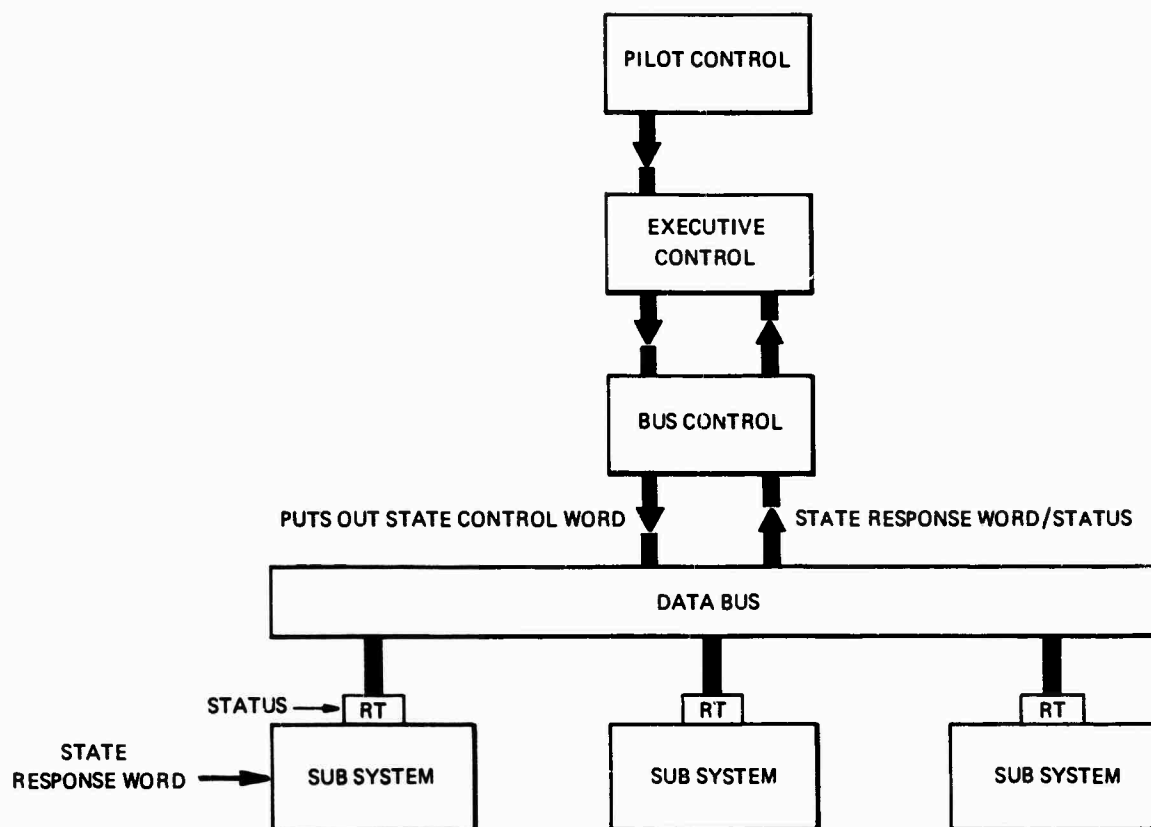 PILOT CONTROL
EXECUTIVE
CONTROL
BUS CONTROL
PUTS OUT STATE CONTROL WORD
STATE RESPONSE WORD/STATUS
DATA BUS
STATUS
RT
RT
RT
STATE
RESPONSE WORD
SUB SYSTEM
SUB SYSTEM
SUB SYSTEM